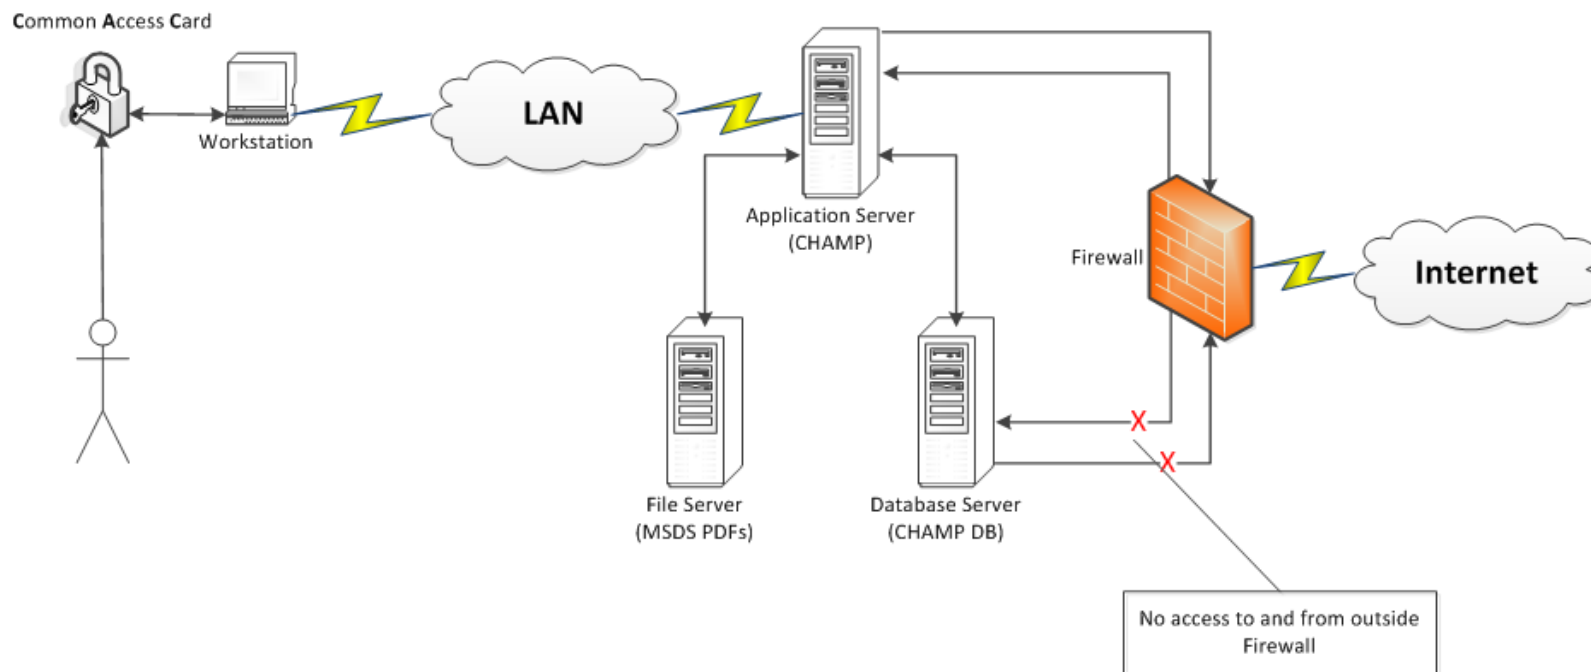 Common Access Card
Workstation
LAN
Application Server
(CHAMP)
Firewall
Internet
File Server
(MSDS PDFs)
Database Server
(CHAMP DB)
X
X
No access to and from outside
Firewall